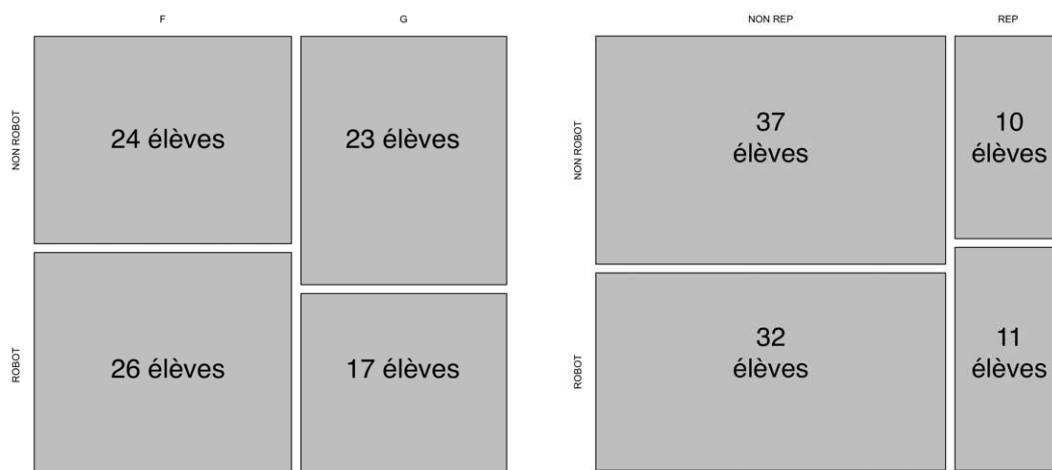 F G
NON ROBOT
24 élèves 23 élèves
ROBOT
26 élèves 17 élèves
NON REP REP
NON ROBOT
37
élèves
10
élèves
ROBOT
32
élèves
11
élèves